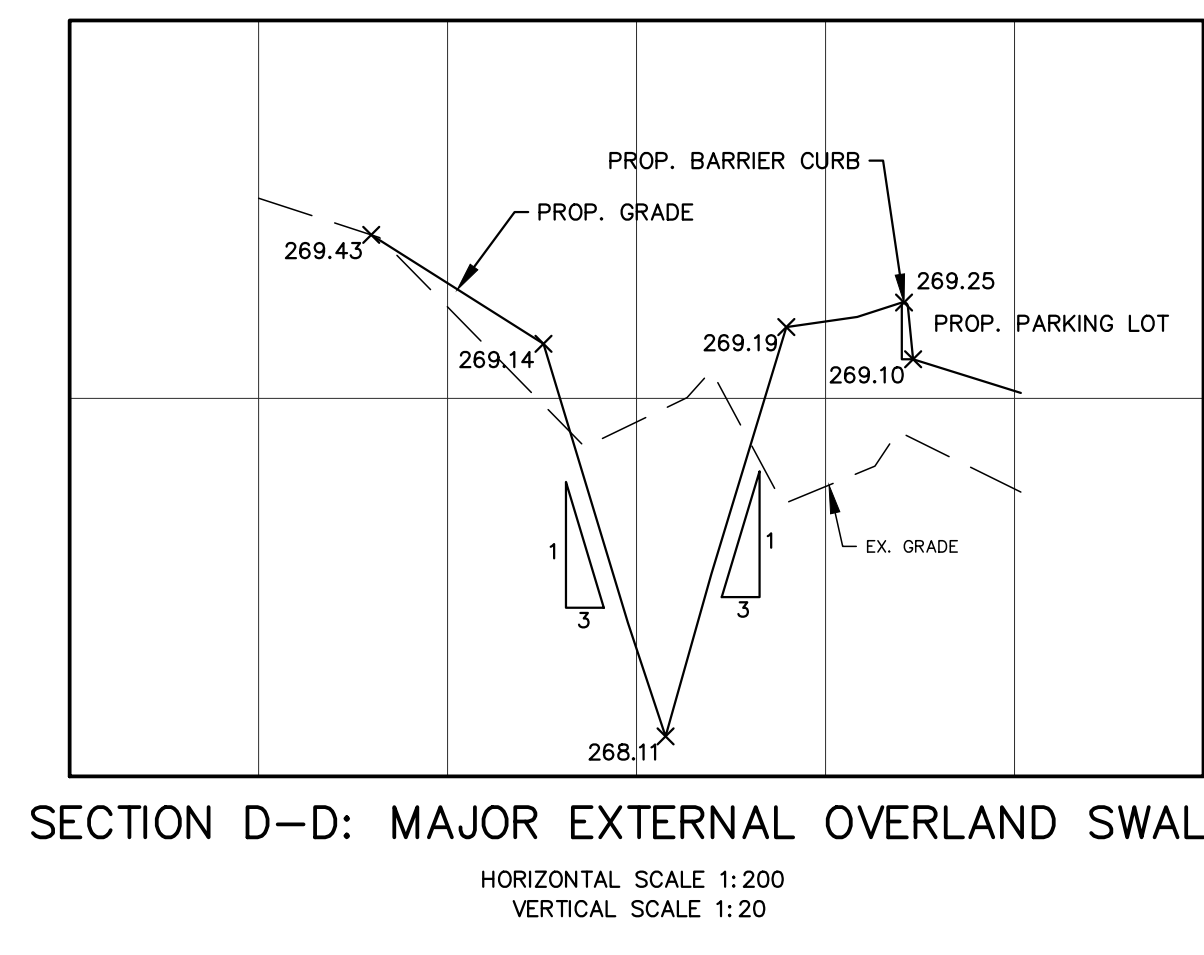 PROP. BARRIER CURB
PROP. GRADE
269.43
269.25
PROP. PARKING LOT
269.19
269.14
269.10
1
3
1
3
EX. GRADE
268.11
SECTION D-D: MAJOR EXTERNAL OVERLAND SWAL
HORIZONTAL SCALE 1:200
VERTICAL SCALE 1:20